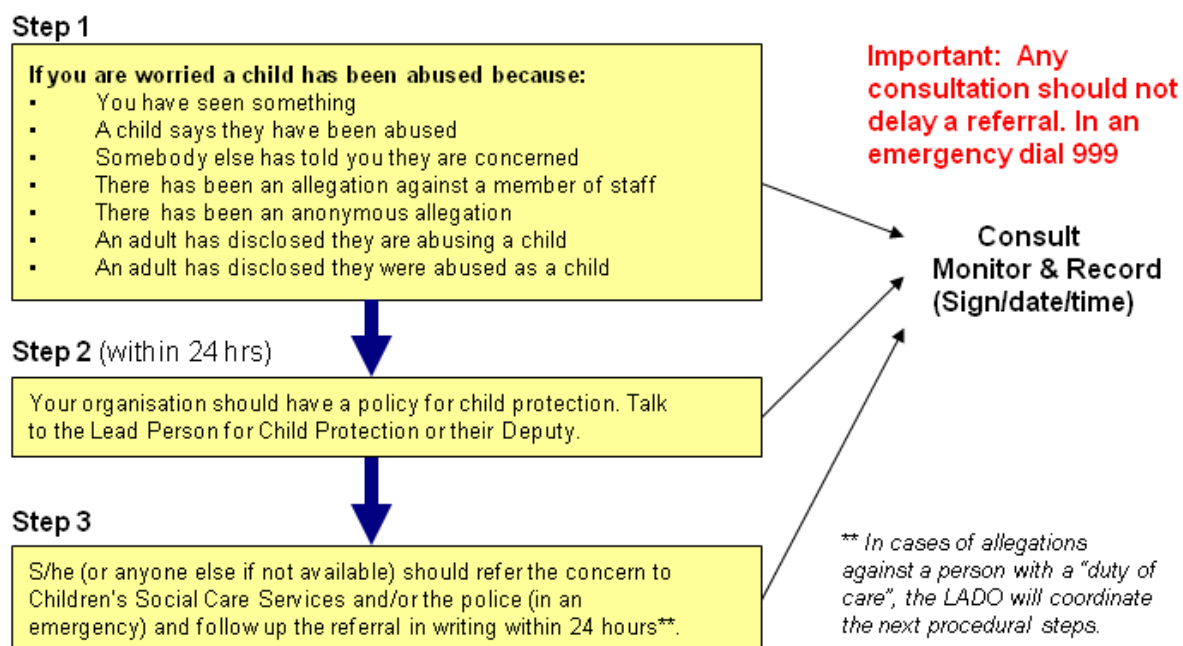 Step 1
If you are worried a child has been abused because:
▪ You have seen something
▪ A child says they have been abused
▪ Somebody else has told you they are concerned
▪ There has been an allegation against a member of staff
▪ There has been an anonymous allegation
▪ An adult has disclosed they are abusing a child
▪ An adult has disclosed they were abused as a child
Important: Any
consultation should not
delay a referral. In an
emergency dial 999
Consult
Monitor & Record
(Sign/date/time)
Step 2 (within 24 hrs)
Your organisation should have a policy for child protection. Talk
to the Lead Person for Child Protection or their Deputy.
Step 3
S/he (or anyone else if not available) should refer the concern to
Children's Social Care Services and/or the police (in an
emergency) and follow up the referral in writing within 24 hours**.
** In cases of allegations
against a person with a “duty of
care”, the LADO will coordinate
the next procedural steps.